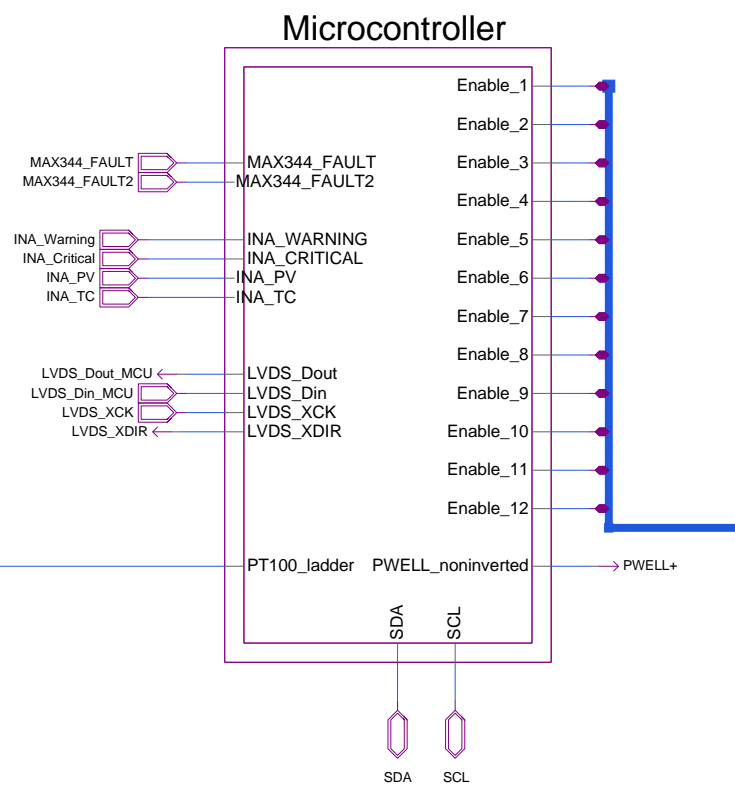 Microcontroller
Enable_1
Enable_2
MAX344_FAULT MAX344_FAULT Enable_3
MAX344_FAULT2 MAX344_FAULT2
Enable_4
INA_Warning INA_WARNING Enable_5
INA_Critical INA_CRITICAL
INA_PV INA_PV Enable_6
INA_TC INA_TC
Enable_7
Enable_8
LVDS_Dout_MCU LVDS_Dout
LVDS_Din_MCU LVDS_Din Enable_9
LVDS_XCK LVDS_XCK
LVDS_XDIR LVDS_XDIR Enable_10
Enable_11
Enable_12
PT100_ladder PWELL_noninverted PWELL+
SDA SCL
SDA SCL